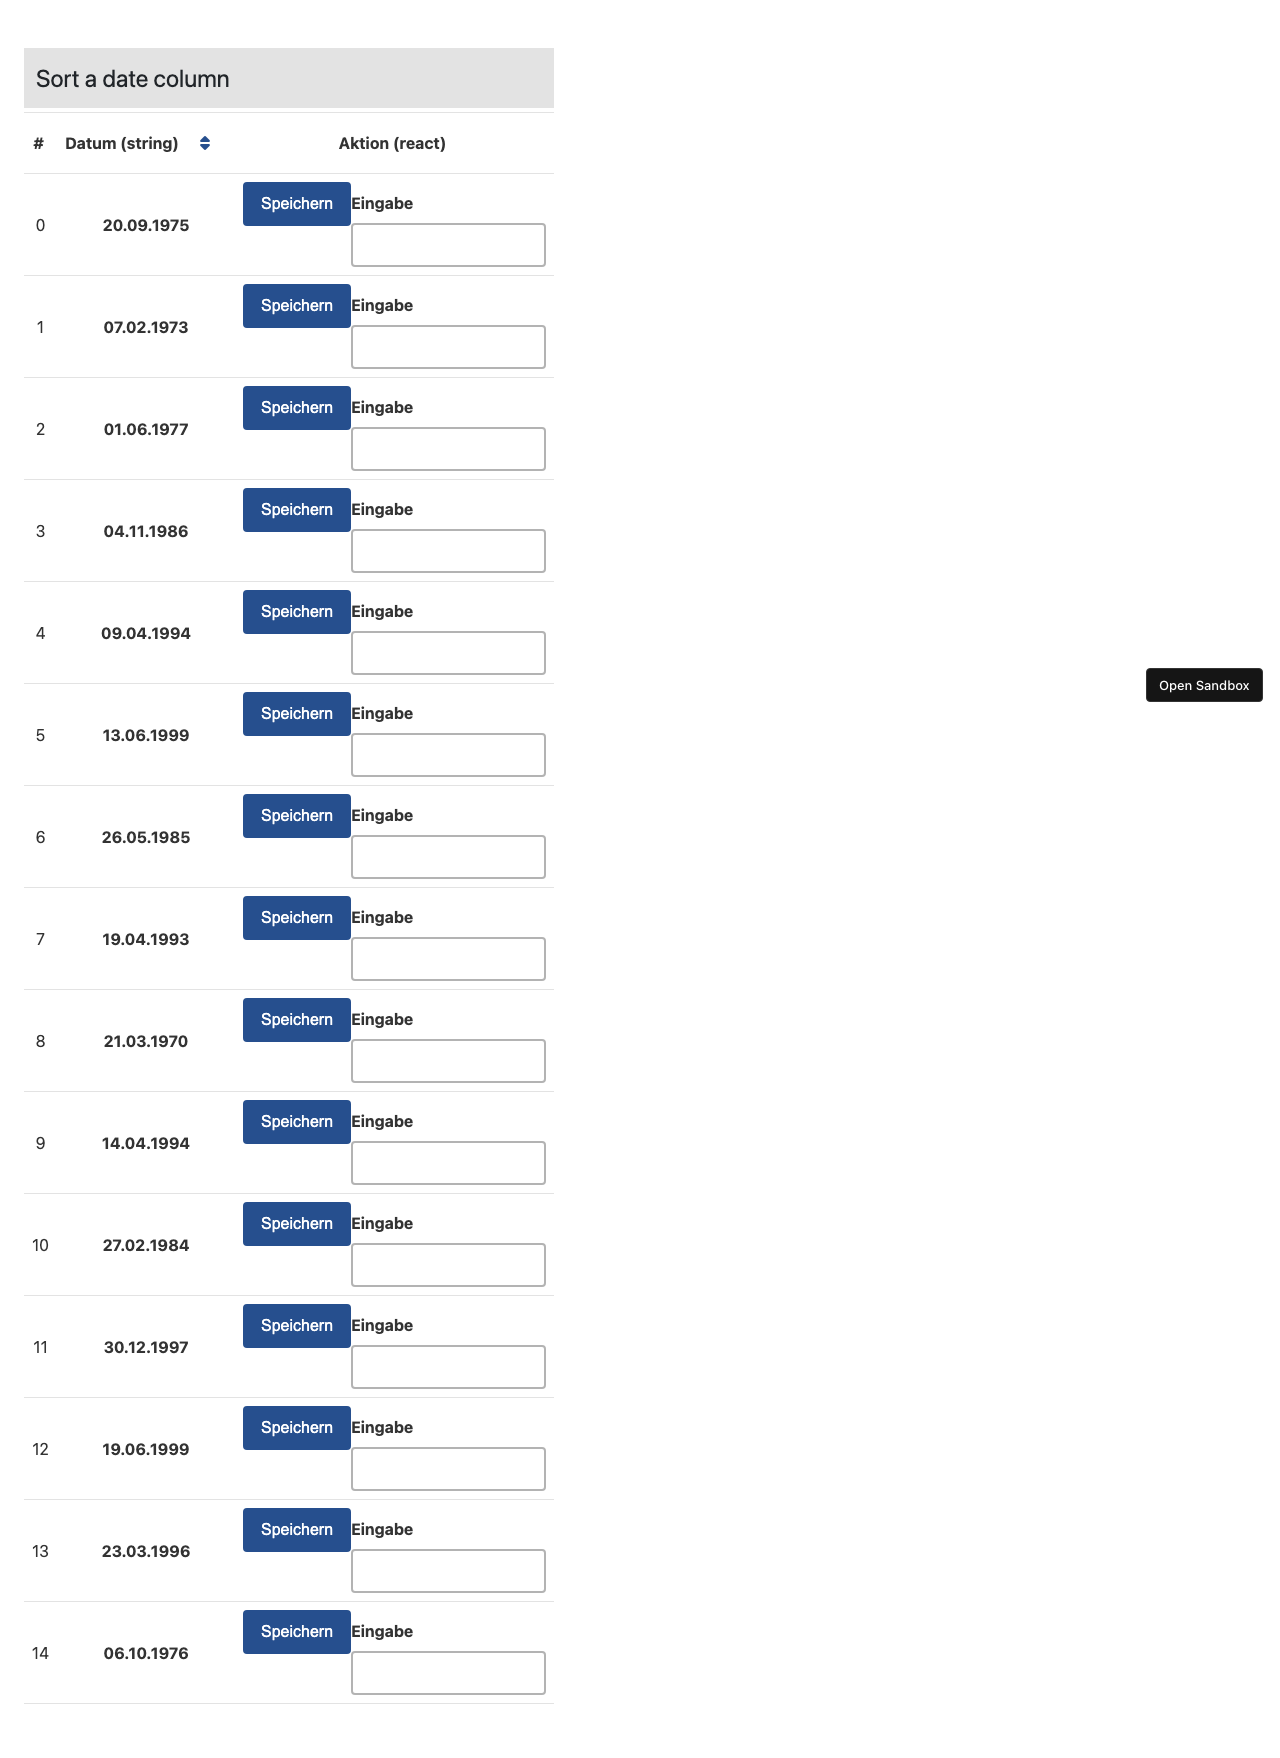 Sort a date column
# Datum (string) Aktion (react)
Speichern Eingabe
0 20.09.1975
Speichern Eingabe
1 07.02.1973
Speichern Eingabe
2 01.06.1977
Speichern Eingabe
3 04.11.1986
Speichern Eingabe
4 09.04.1994
Open Sandbox
Speichern Eingabe
5 13.06.1999
Speichern Eingabe
6 26.05.1985
Speichern Eingabe
7 19.04.1993
Speichern Eingabe
8 21.03.1970
Speichern Eingabe
9 14.04.1994
Speichern Eingabe
10 27.02.1984
Speichern Eingabe
11 30.12.1997
Speichern Eingabe
12 19.06.1999
Speichern Eingabe
13 23.03.1996
Speichern Eingabe
14 06.10.1976